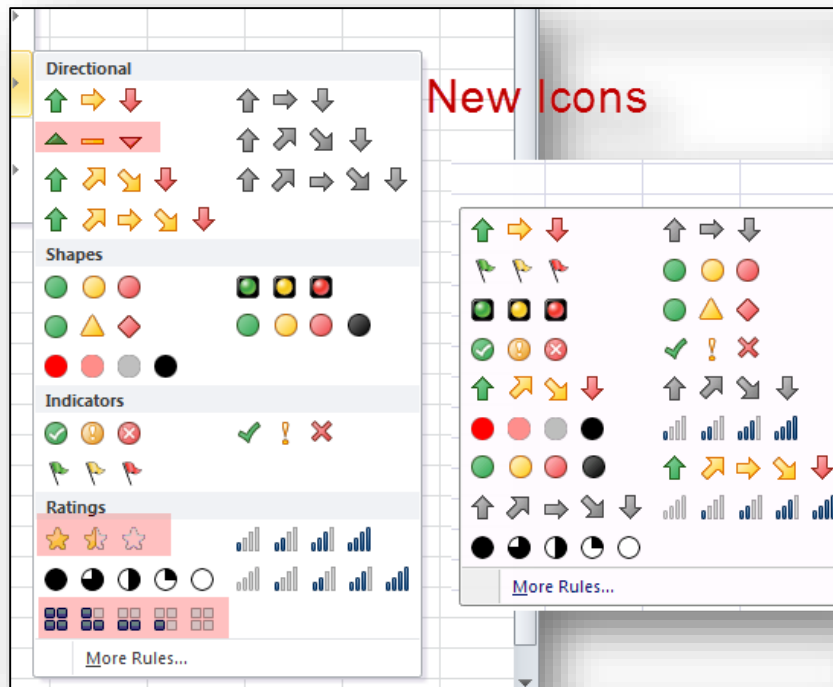 Directional
New Icons
Shapes
Indicators
Ratings
More Rules...
More Rules...